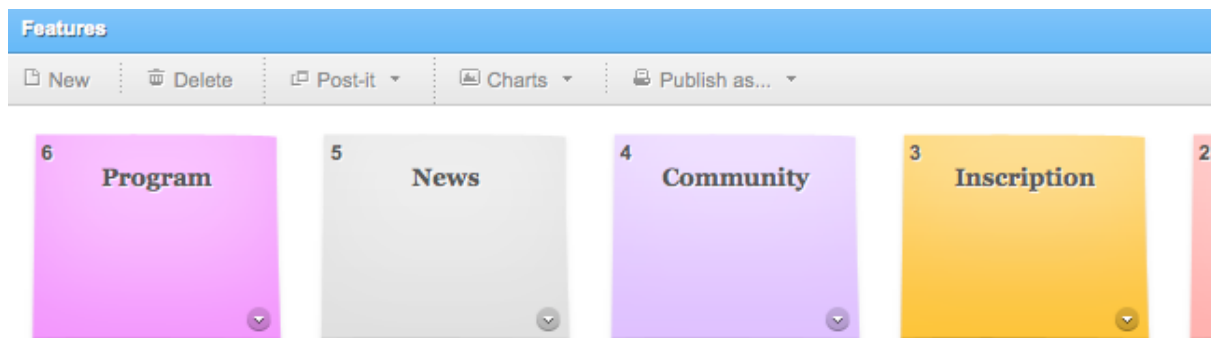 Features
New Delete Post-it Charts Publish as...
6 5 4 3 2
Program News Community Inscription